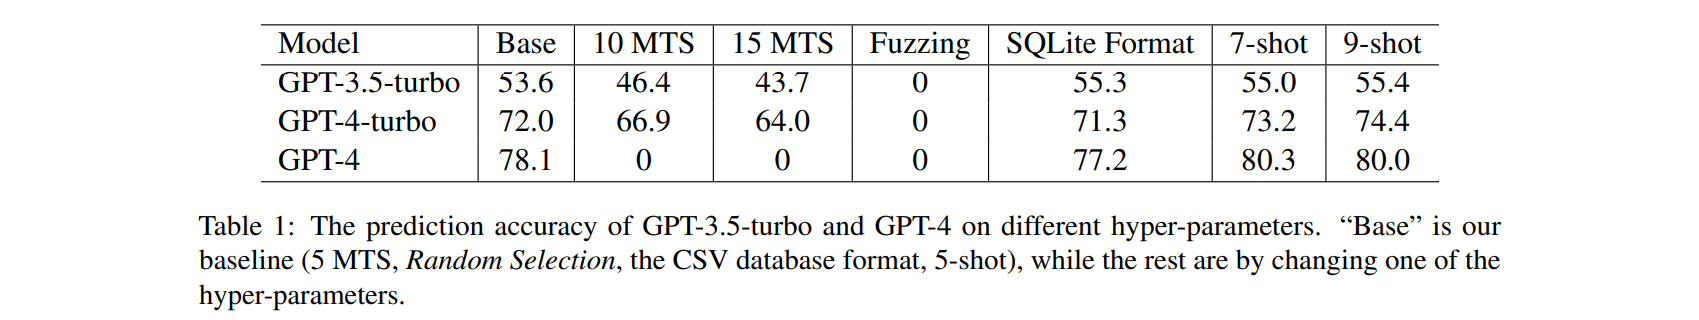 Model Base 10 MTS 15 MTS Fuzzing SQLite Format 7-shot 9-shot
GPT-3.5-turbo 53.6 46.4 43.7 0 55.3 55.0 55.4
GPT-4-turbo 72.0 66.9 64.0 0 71.3 73.2 74.4
GPT-4 78.1 0 0 0 77.2 80.3 80.0
Table 1: The prediction accuracy of GPT-3.5-turbo and GPT-4 on different hyper-parameters. “Base” is our
baseline (5 MTS, Random Selection, the CSV database format, 5-shot), while the rest are by changing one of the
hyper-parameters.